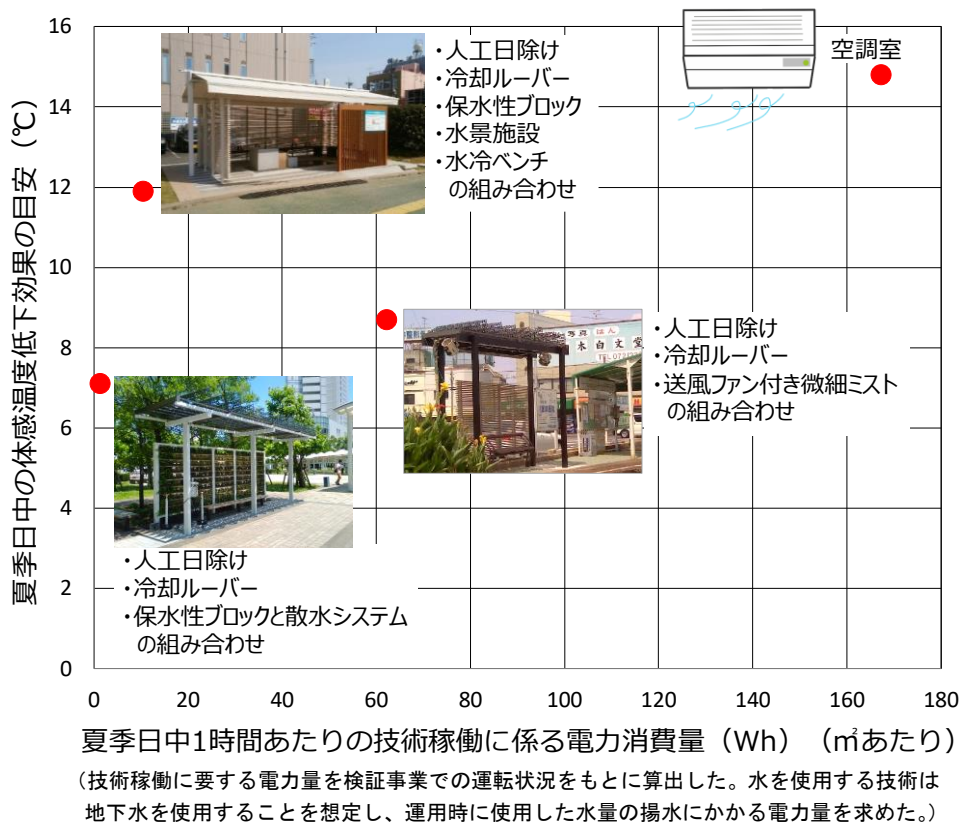 夏季日中の体感温度低下効果の目安（℃）
16
14
12
10
8
6
4
2
0
・人工日除け
・冷却ルーバー
・保水性ブロック
・水景施設
・水冷ベンチ
の組み合わせ
空調室
・人工日除け
・冷却ルーバー
・送風ファン付き微細ミスト
の組み合わせ
・人工日除け
・冷却ルーバー
・保水性ブロックと散水システム
の組み合わせ
0 20 40 60 80 100 120 140 160 180
夏季日中1時間あたりの技術稼働に係る電力消費量（Wh）（㎡あたり）
（技術稼働に要する電力量を検証事業での運転状況をもとに算出した。水を使用する技術は
地下水を使用することを想定し、運用時に使用した水量の揚水にかかる電力量を求めた。）